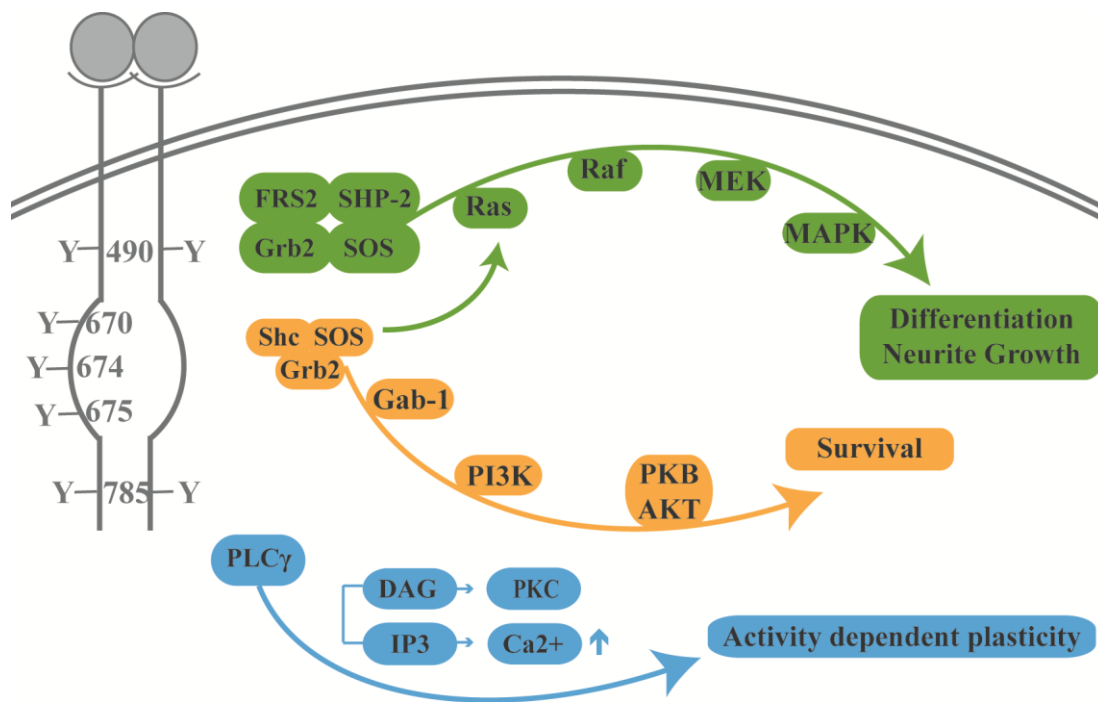 FRS2 SHP-2
Grb2 SOS
Ras
Raf
MEK
MAPK
Differentiation
Neurite Growth
Y 490 Y
Y 670
Y 674
Y 675
Y 785 Y
Shc SOS
Grb2
Gab-1
PI3K
PKB
AKT
Survival
PLCγ
DAG PKC
IP3 Ca2+
Activity dependent plasticity